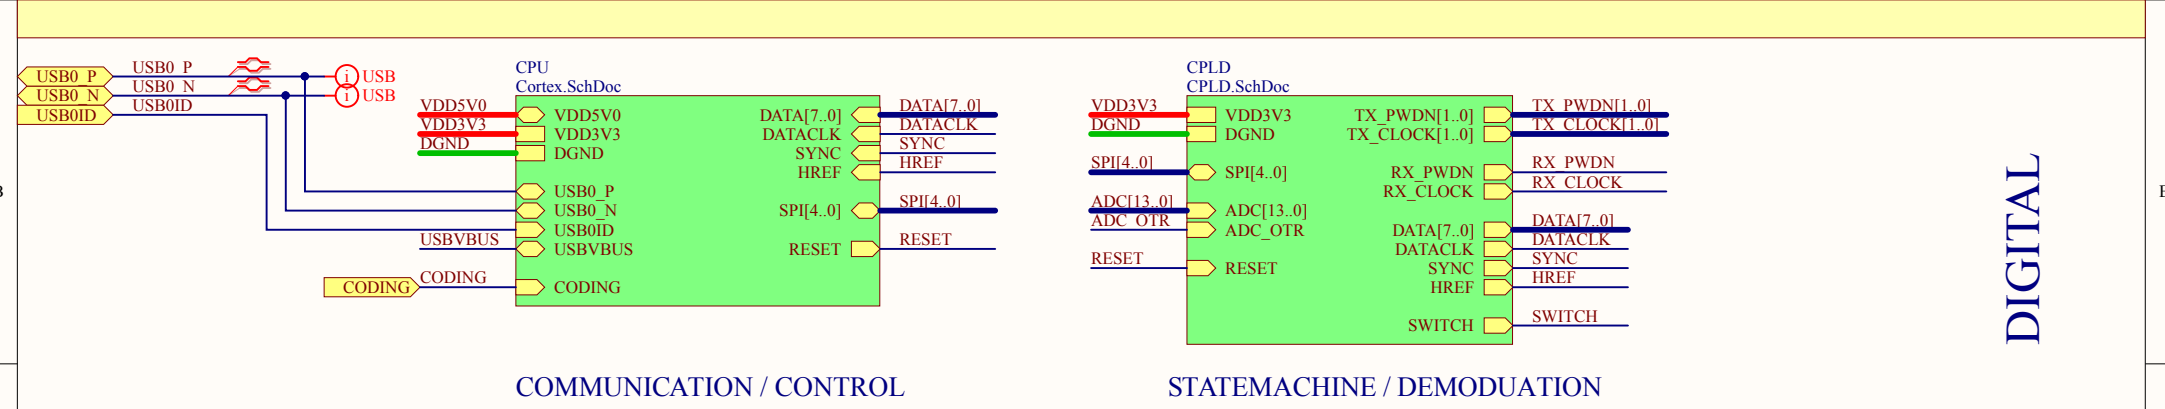 USB0_P
USB0_N
USB0ID
USB0_P
USB0_N
USB0ID
USB
USB
CPU
Cortex.SchDoc
VDD5V0
VDD3V3
DGND
USBVBUS
CODING
CODING
VDD5V0
VDD3V3
DGND
USB0_P
USB0_N
USB0ID
USBVBUS
CODING
DATA[7..0]
DATACLK
SYNC
HREF
SPI[4..0]
RESET
DATA[7..0]
DATACLK
SYNC
HREF
SPI[4..0]
RESET
COMMUNICATION / CONTROL
CPLD
CPLD.SchDoc
VDD3V3
DGND
SPI[4..0]
ADC[13..0]
ADC_OTR
RESET
VDD3V3
DGND
SPI[4..0]
ADC[13..0]
ADC_OTR
RESET
TX_PWDN[1..0]
TX_CLOCK[1..0]
RX_PWDN
RX_CLOCK
DATA[7..0]
DATACLK
SYNC
HREF
SWITCH
TX_PWDN[1..0]
TX_CLOCK[1..0]
RX_PWDN
RX_CLOCK
DATA[7..0]
DATACLK
SYNC
HREF
SWITCH
STATEMACHINE / DEMODUATION
DIGITAL